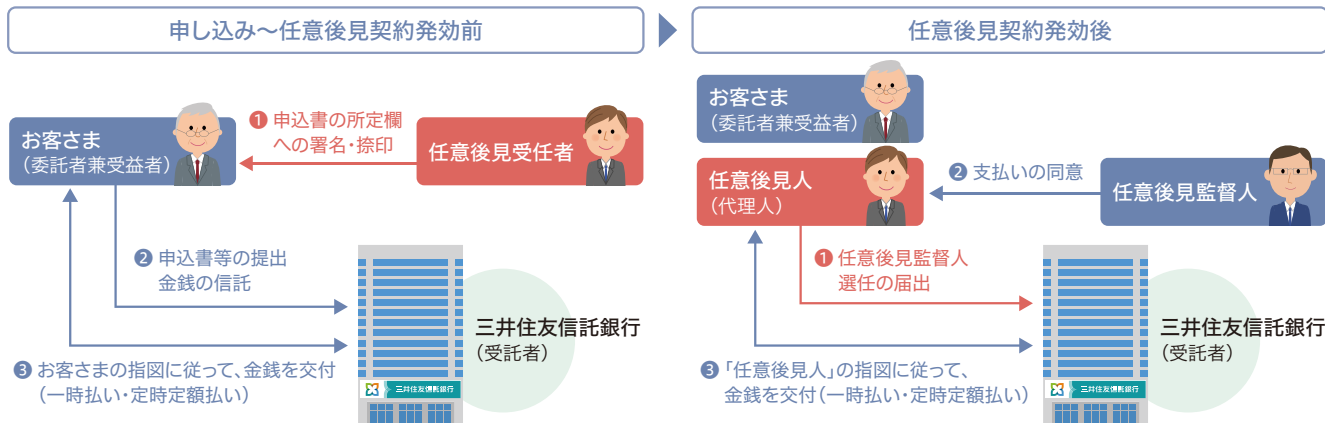 申し込み～任意後見契約発効前
お客さま
(委託者兼受益者)
❶ 申込書の所定欄
への署名・捺印
任意後見受任者
❷ 申込書等の提出
金銭の信託
三井住友信託銀行
(受託者)
三井住友信託銀行
❸ お客さまの指図に従って、金銭を交付
(一時払い・定時定額払い)
任意後見契約発効後
お客さま
(委託者兼受益者)
任意後見人
(代理人)
❷ 支払いの同意
任意後見監督人
❶ 任意後見監督人
選任の届出
三井住友信託銀行
(受託者)
三井住友信託銀行
❸ 「任意後見人」の指図に従って、
金銭を交付(一時払い・定時定額払い)